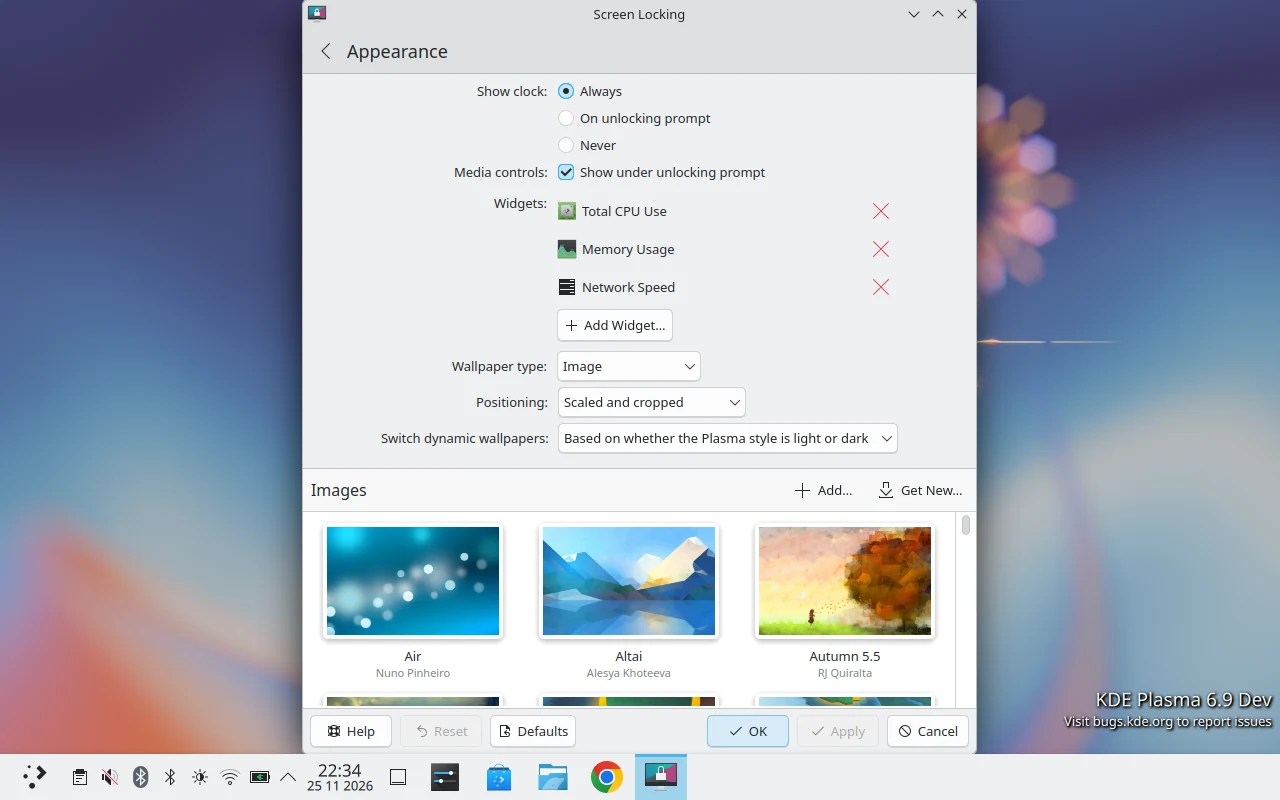 Screen Locking
Appearance
Show clock: Always
On unlocking prompt
Never
Media controls: Show under unlocking prompt
Widgets: Total CPU Use
Memory Usage
Network Speed
Add Widget...
Wallpaper type: Image
Positioning: Scaled and cropped
Switch dynamic wallpapers: Based on whether the Plasma style is light or dark
Images Add... Get New...
Air Altai Autumn 5.5
Nuno Pinheiro Alesya Khoteeva RJ Quiralta
Help Reset Defaults OK Apply Cancel
KDE Plasma 6.9 Dev
Visit bugs.kde.org to report issues
22:34
25 11 2026